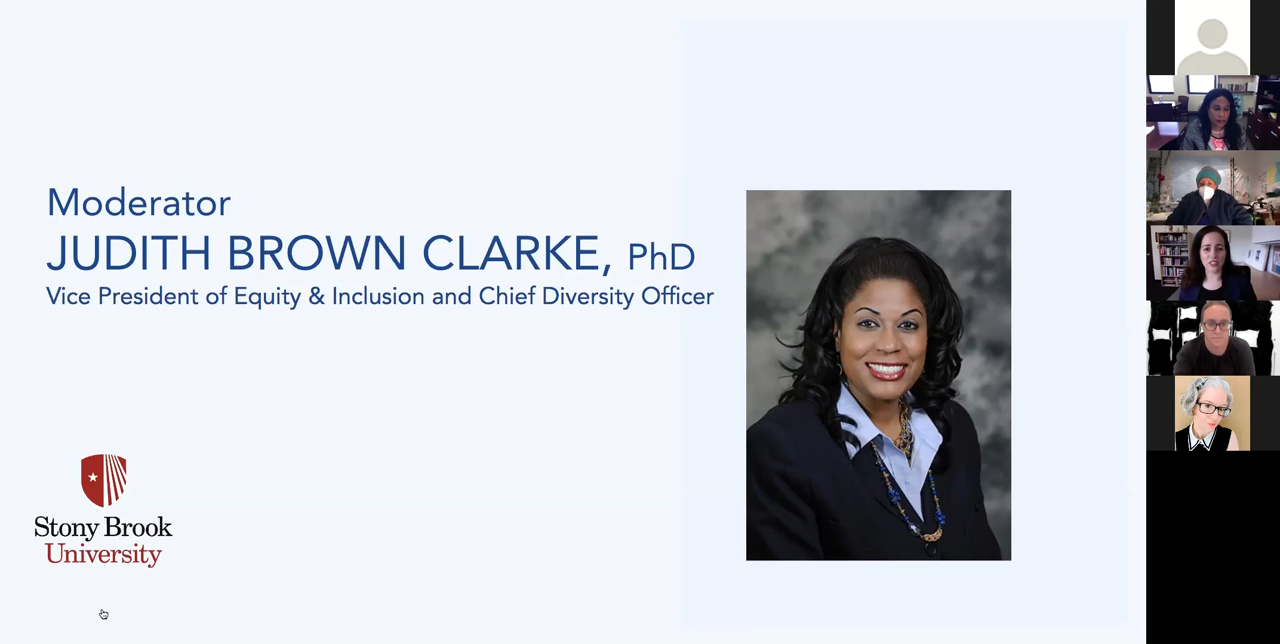 Moderator
JUDITH BROWN CLARKE, PhD
Vice President of Equity & Inclusion and Chief Diversity Officer
Stony Brook
University